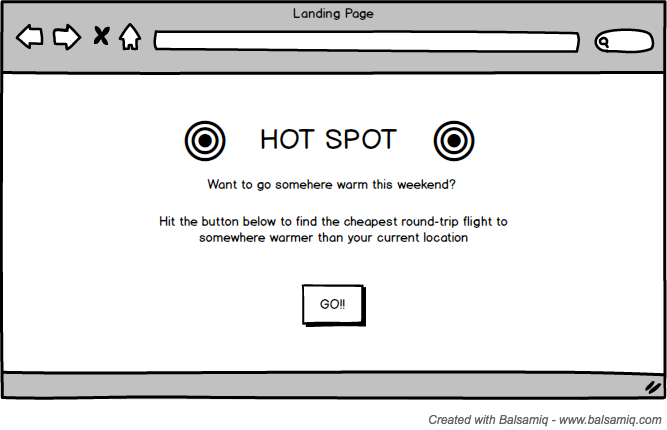 Landing Page
HOT SPOT
Want to go somehere warm this weekend?
Hit the button below to find the cheapest round-trip flight to
somewhere warmer than your current location
GO!!
Created with Balsamiq - www.balsamiq.com